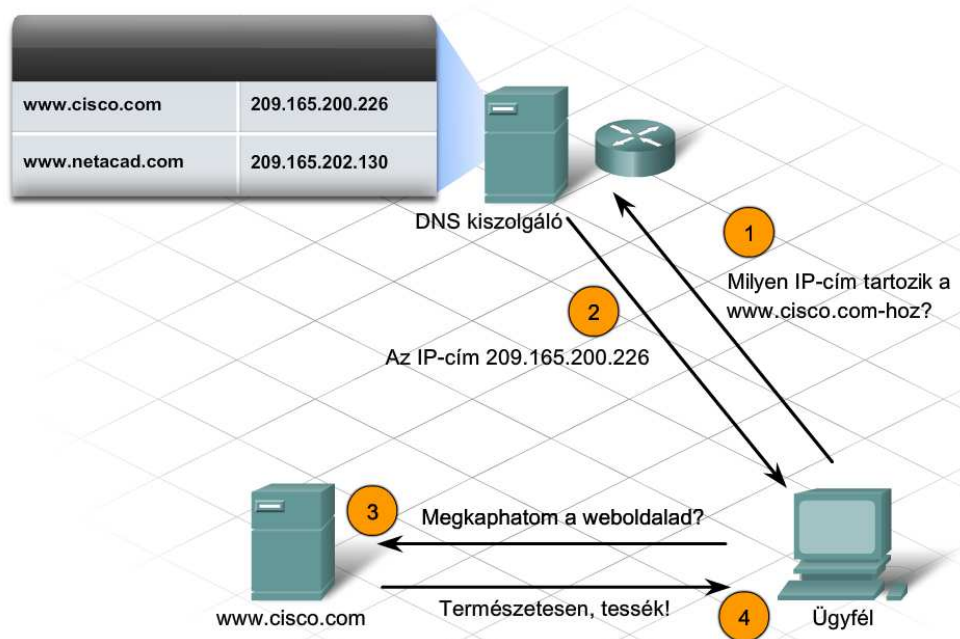 www.cisco.com 209.165.200.226
www.netacad.com 209.165.202.130
DNS kiszolgáló
1
Milyen IP-cím tartozik a
www.cisco.com-hoz?
2
Az IP-cím 209.165.200.226
3
Megkaphatom a weboldalad?
www.cisco.com
Természetesen, tessék!
4
Ügyfél